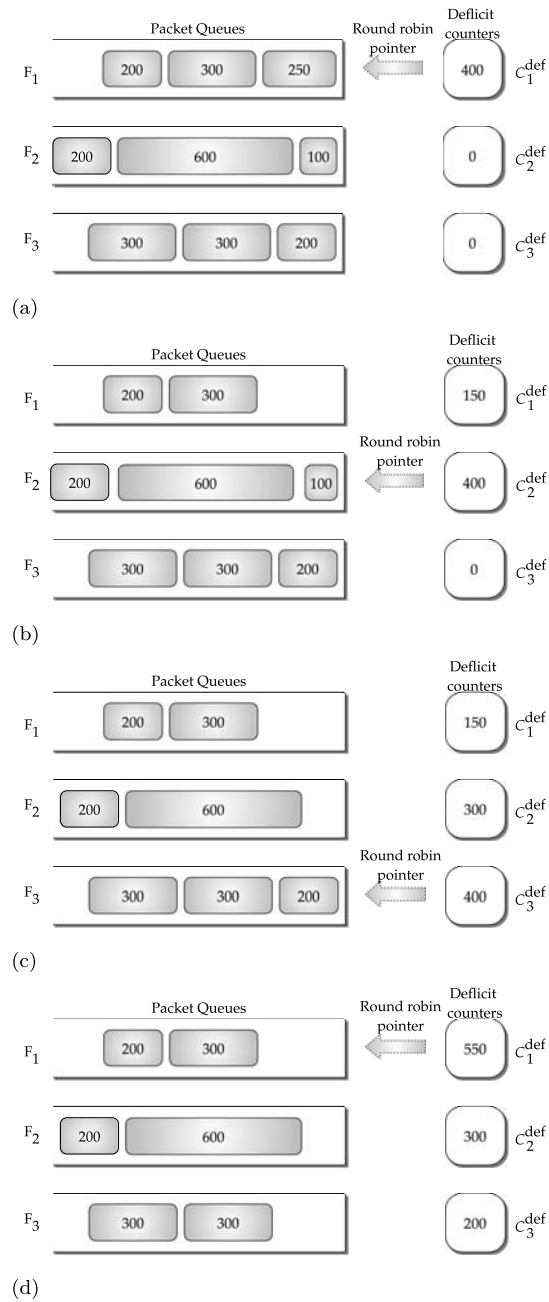 Packet Queues Round robin pointer Deficit counters
F1 200 300 250 400 C1def
F2 200 600 100 0 C2def
F3 300 300 200 0 C3def
(a)
Packet Queues Deficit counters
F1 200 300 150 C1def
Round robin pointer
F2 200 600 100 400 C2def
F3 300 300 200 0 C3def
(b)
Packet Queues Deficit counters
F1 200 300 150 C1def
F2 200 600 300 C2def
Round robin pointer
F3 300 300 200 400 C3def
(c)
Packet Queues Round robin pointer Deficit counters
F1 200 300 550 C1def
F2 200 600 300 C2def
F3 300 300 200 C3def
(d)